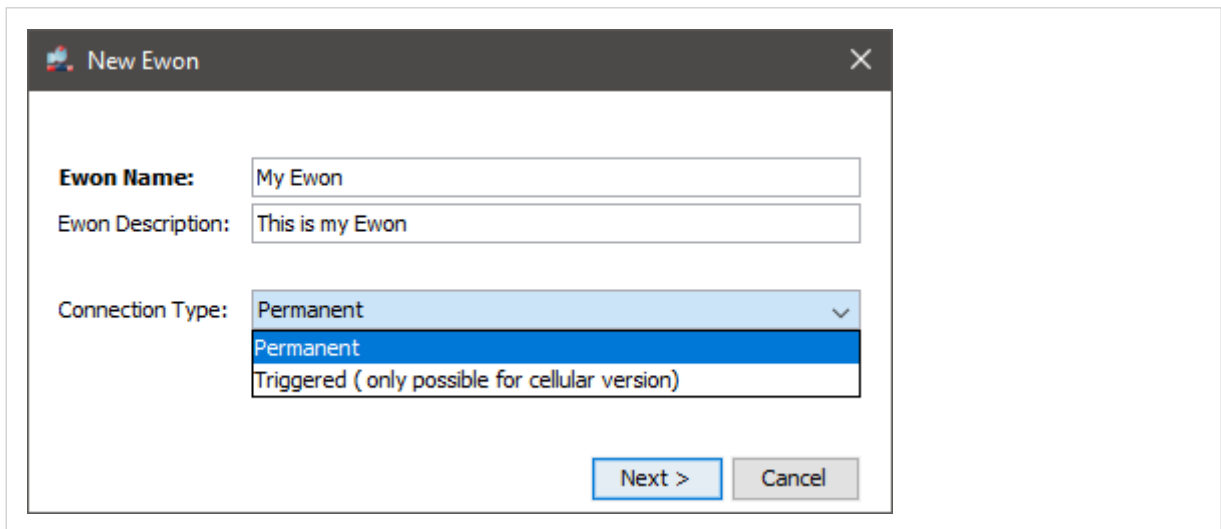 New Ewon
Ewon Name: My Ewon
Ewon Description: This is my Ewon
Connection Type: Permanent
Permanent
Triggered ( only possible for cellular version)
Next > Cancel